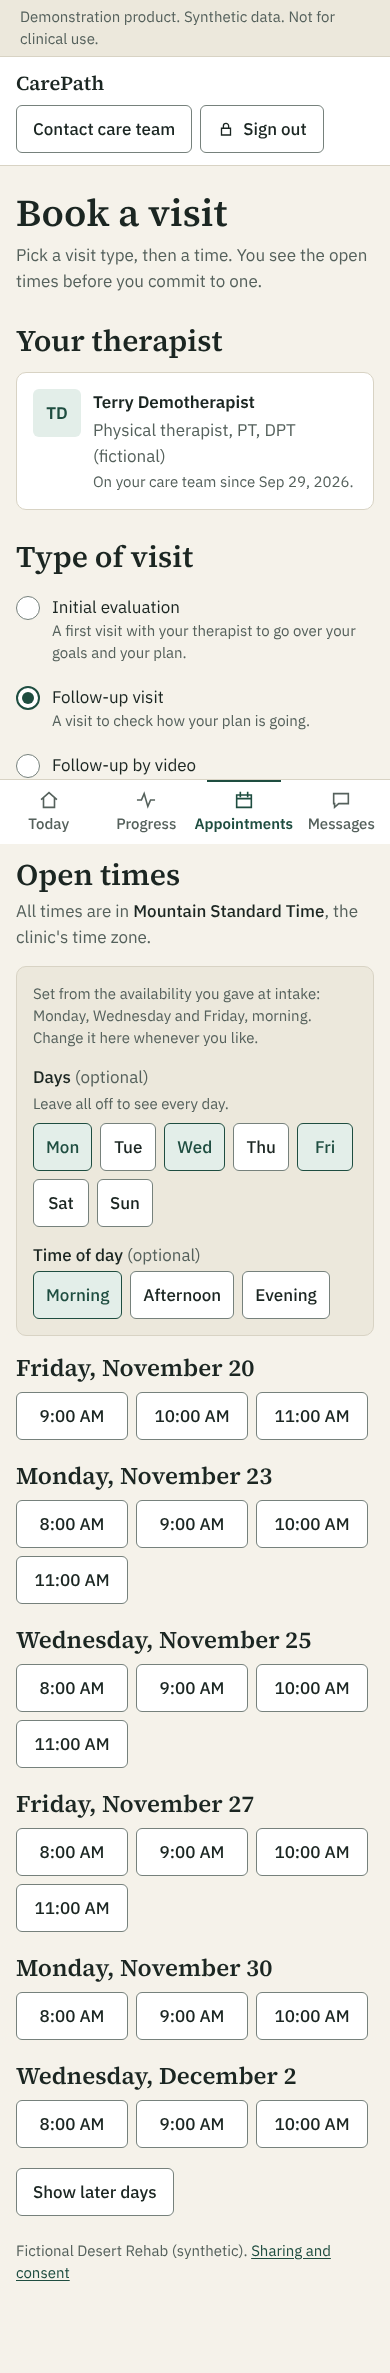 Demonstration product. Synthetic data. Not for
clinical use.
CarePath
Contact care team
Sign out
Book a visit
Pick a visit type, then a time. You see the open
times before you commit to one.
Your therapist
TD
Terry Demotherapist
Physical therapist, PT, DPT
(fictional)
On your care team since Sep 29, 2026.
Type of visit
Initial evaluation
A first visit with your therapist to go over your
goals and your plan.
Follow-up visit
A visit to check how your plan is going.
Follow-up by video
Today
Progress
Appointments
Messages
Open times
All times are in Mountain Standard Time, the
clinic's time zone.
Set from the availability you gave at intake:
Monday, Wednesday and Friday, morning.
Change it here whenever you like.
Days (optional)
Leave all off to see every day.
Mon Tue Wed Thu Fri
Sat Sun
Time of day (optional)
Morning Afternoon Evening
Friday, November 20
9:00 AM 10:00 AM 11:00 AM
Monday, November 23
8:00 AM 9:00 AM 10:00 AM
11:00 AM
Wednesday, November 25
8:00 AM 9:00 AM 10:00 AM
11:00 AM
Friday, November 27
8:00 AM 9:00 AM 10:00 AM
11:00 AM
Monday, November 30
8:00 AM 9:00 AM 10:00 AM
Wednesday, December 2
8:00 AM 9:00 AM 10:00 AM
Show later days
Fictional Desert Rehab (synthetic). Sharing and
consent